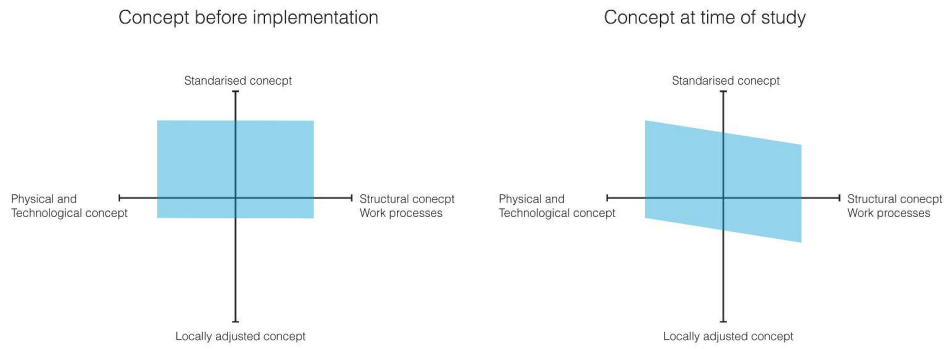 Concept before implementation
Standarised conecpt
Physical and
Technological concept
Structural conecpt
Work processes
Locally adjusted concept
Concept at time of study
Standarised conecpt
Physical and
Technological concept
Structural conecpt
Work processes
Locally adjusted concept